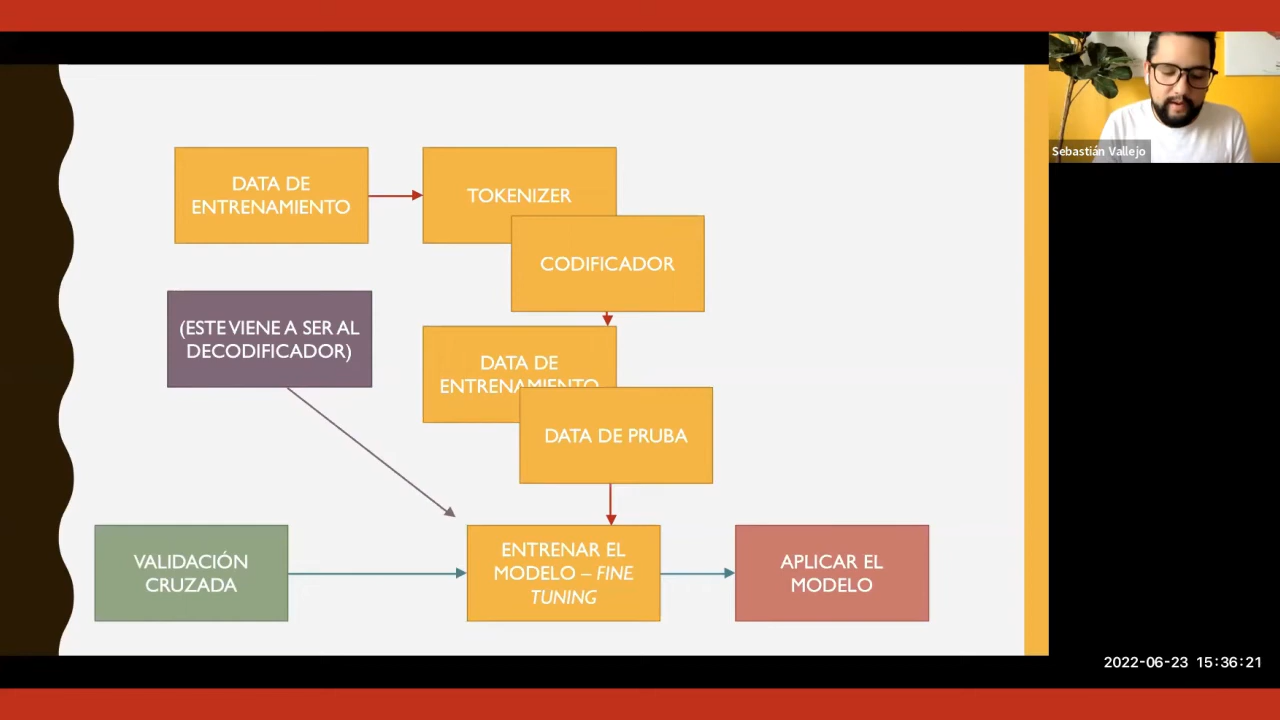 DATA DE
ENTRENAMIENTO
TOKENIZER
CODIFICADOR
(ESTE VIENE A SER AL
DECODIFICADOR)
DATA DE
ENTRENAMIENTO
DATA DE PRUBA
VALIDACIÓN
CRUZADA
ENTRENAR EL
MODELO – FINE
TUNING
APLICAR EL
MODELO
Sebastián Vallejo
2022-06-23 15:36:21